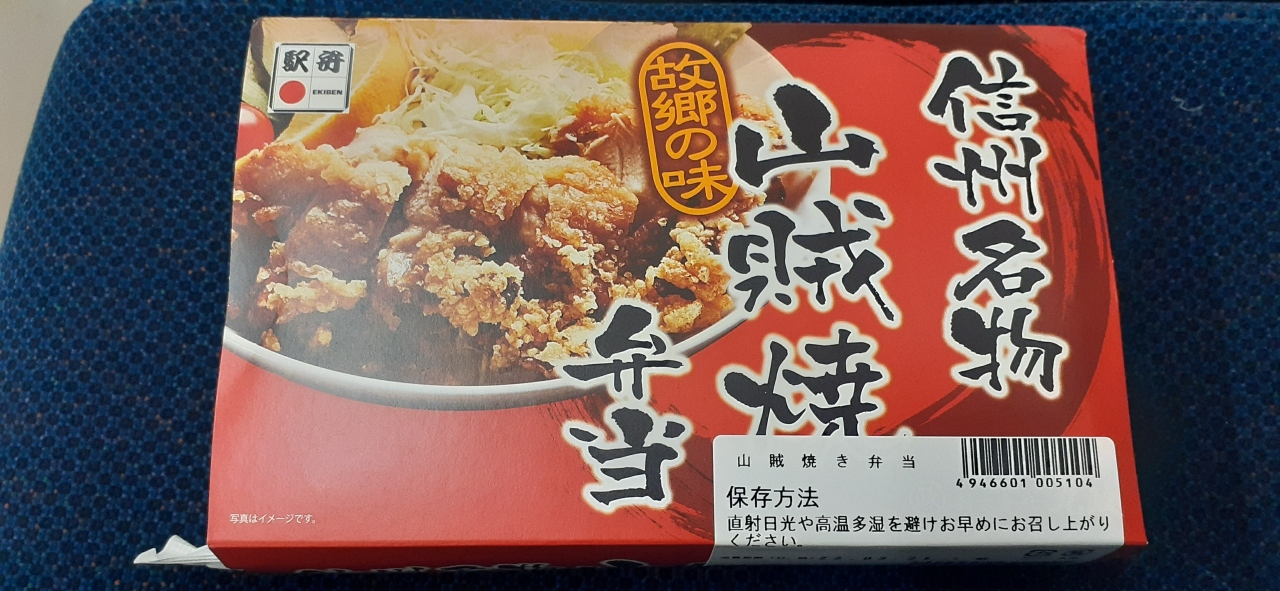 信州名物
山賊焼
弁当
故郷の味
駅弁
EKIBEN
写真はイメージです。
山賊焼き弁当
4946601 005104
保存方法
直射日光や高温多湿を避けお早めにお召し上がり
ください。